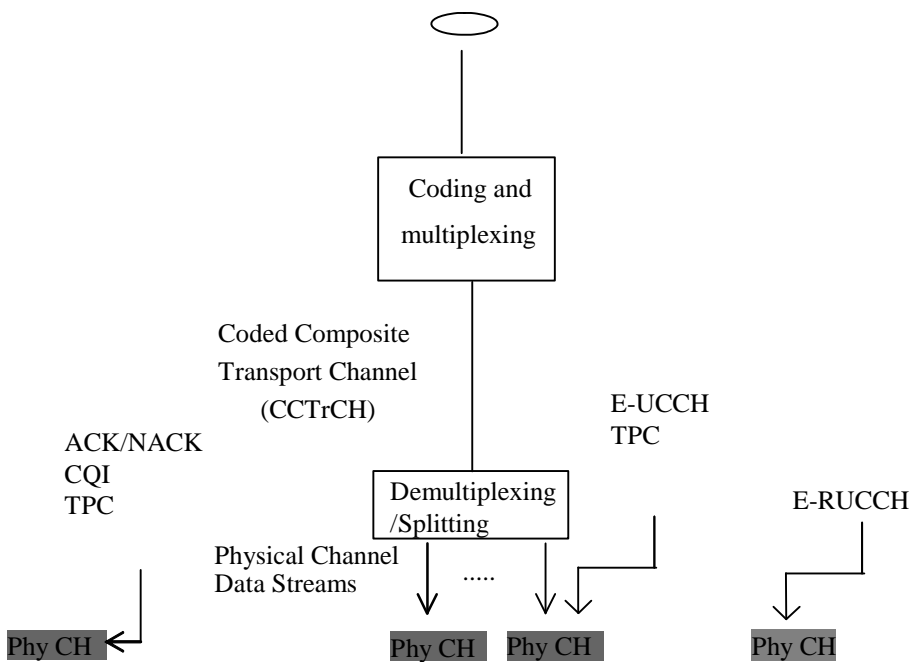 Coding and
multiplexing
Coded Composite
Transport Channel
(CCTrCH)
E-UCCH
TPC
ACK/NACK
CQI
TPC
Demultiplexing
/Splitting
E-RUCCH
Physical Channel
Data Streams
.....
Phy CH
Phy CH
Phy CH
Phy CH